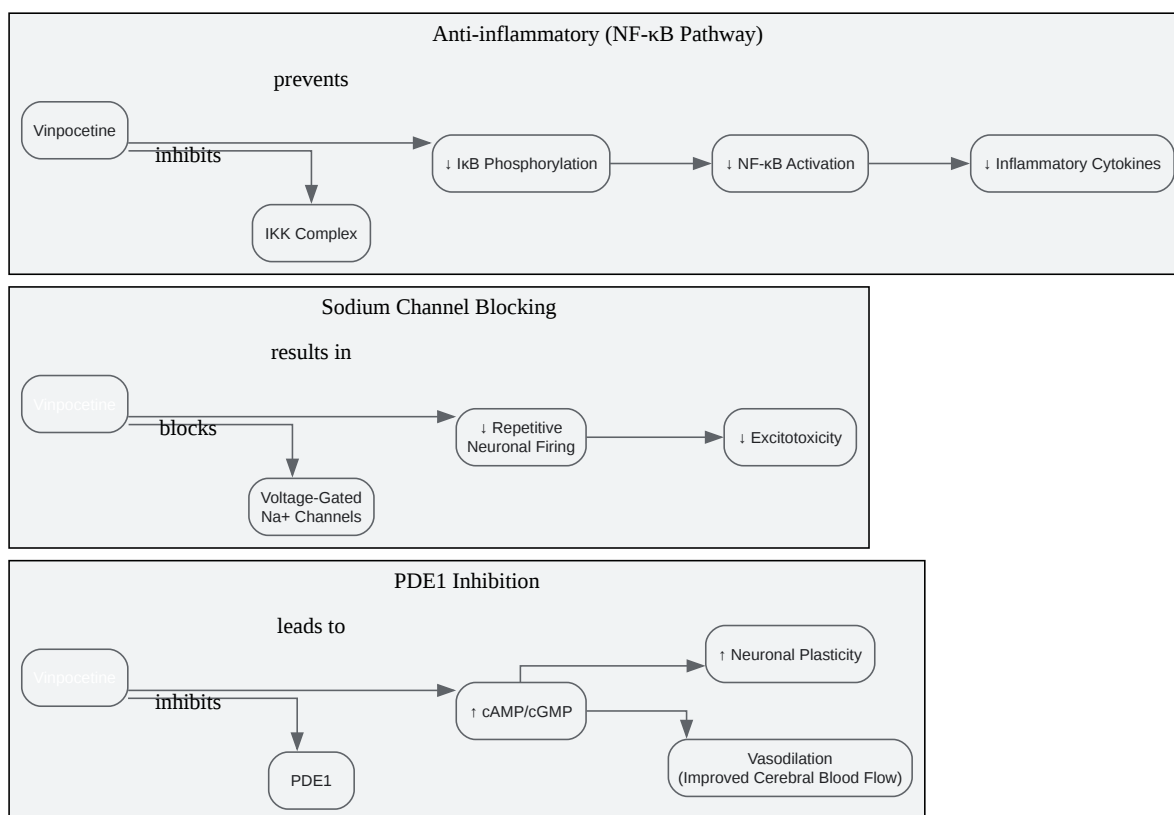 Anti-inflammatory (NF-κB Pathway)
prevents
Vinpocetine
inhibits
↓ IκB Phosphorylation
↓ NF-κB Activation
↓ Inflammatory Cytokines
IKK Complex
Sodium Channel Blocking
results in
Vinpocetine
blocks
↓ Repetitive
Neuronal Firing
↓ Excitotoxicity
Voltage-Gated
Na+ Channels
PDE1 Inhibition
leads to
Vinpocetine
inhibits
↑ Neuronal Plasticity
↑ cAMP/cGMP
Vasodilation
(Improved Cerebral Blood Flow)
PDE1